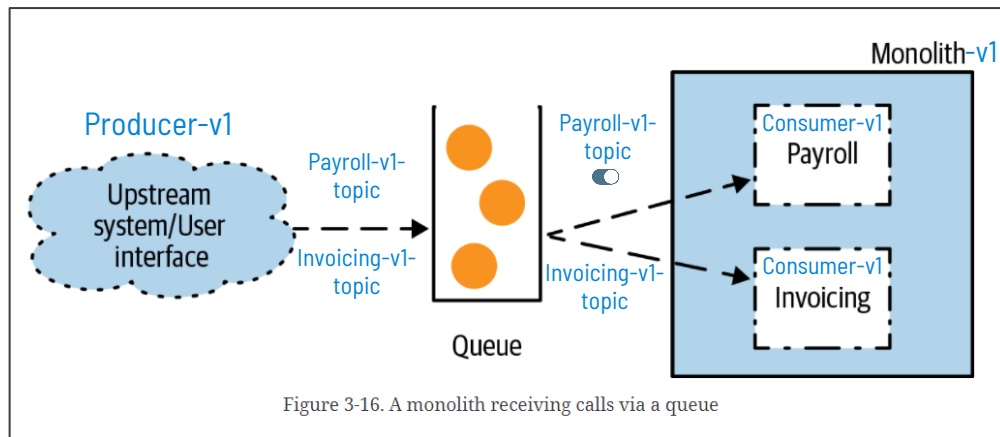 Monolith-v1
Producer-v1
Upstream
system/User
interface
Payroll-v1-
topic
Invoicing-v1-
topic
Queue
Payroll-v1-
topic
Invoicing-v1-
topic
Consumer-v1
Payroll
Consumer-v1
Invoicing
Figure 3-16. A monolith receiving calls via a queue